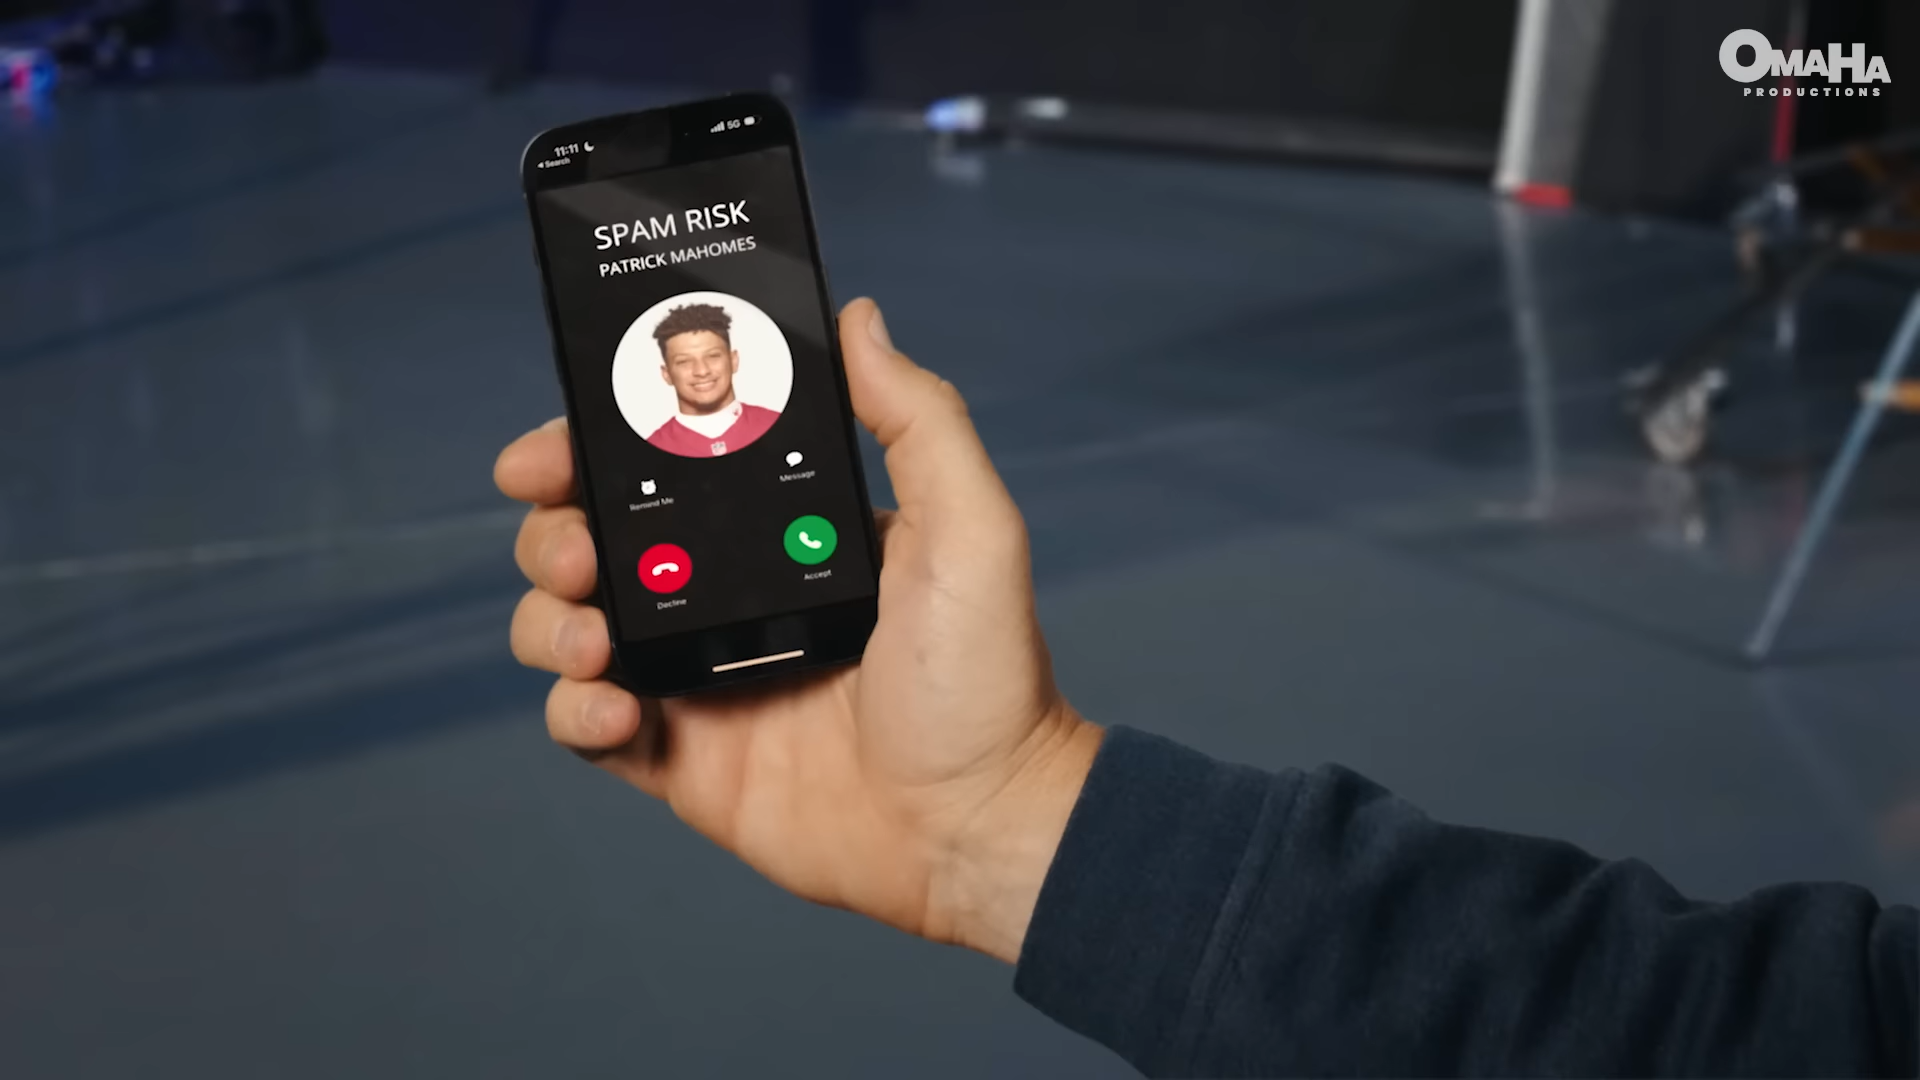 OMAHA
PRODUCTIONS
11:11
5G
Search
SPAM RISK
PATRICK MAHOMES
Remind Me
Message
Decline
Accept